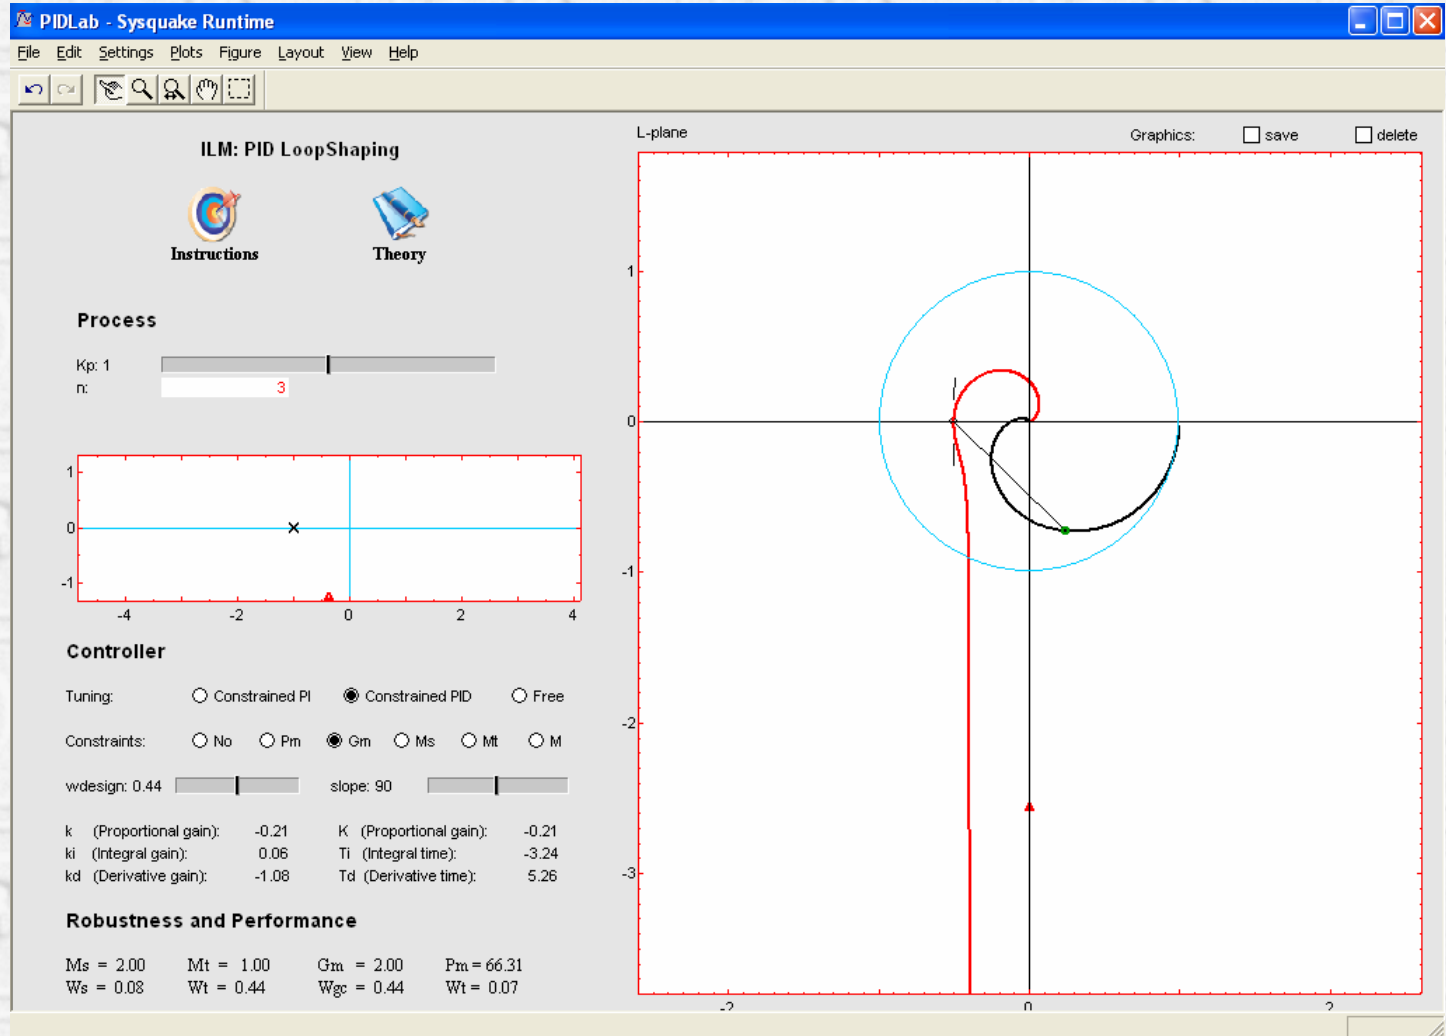 PIDLab - Sysquake Runtime
File Edit Settings Plots Figure Layout View Help
ILM: PID LoopShaping
Instructions Theory
Process
Kp: 1
n: 3
1
0
-1
-4 -2 0 2 4
Controller
Tuning: Constrained PI Constrained PID Free
Constraints: No Pm Gm Ms Mt M
wdesign: 0.44 slope: 90
k (Proportional gain): -0.21 K (Proportional gain): -0.21
ki (Integral gain): 0.06 Ti (Integral time): -3.24
kd (Derivative gain): -1.08 Td (Derivative time): 5.26
Robustness and Performance
Ms = 2.00 Mt = 1.00 Gm = 2.00 Pm = 66.31
Ws = 0.08 Wt = 0.44 Wgc = 0.44 Wt = 0.07
L-plane Graphics: save delete
1
0
-1
-2
-3
-2 0 2